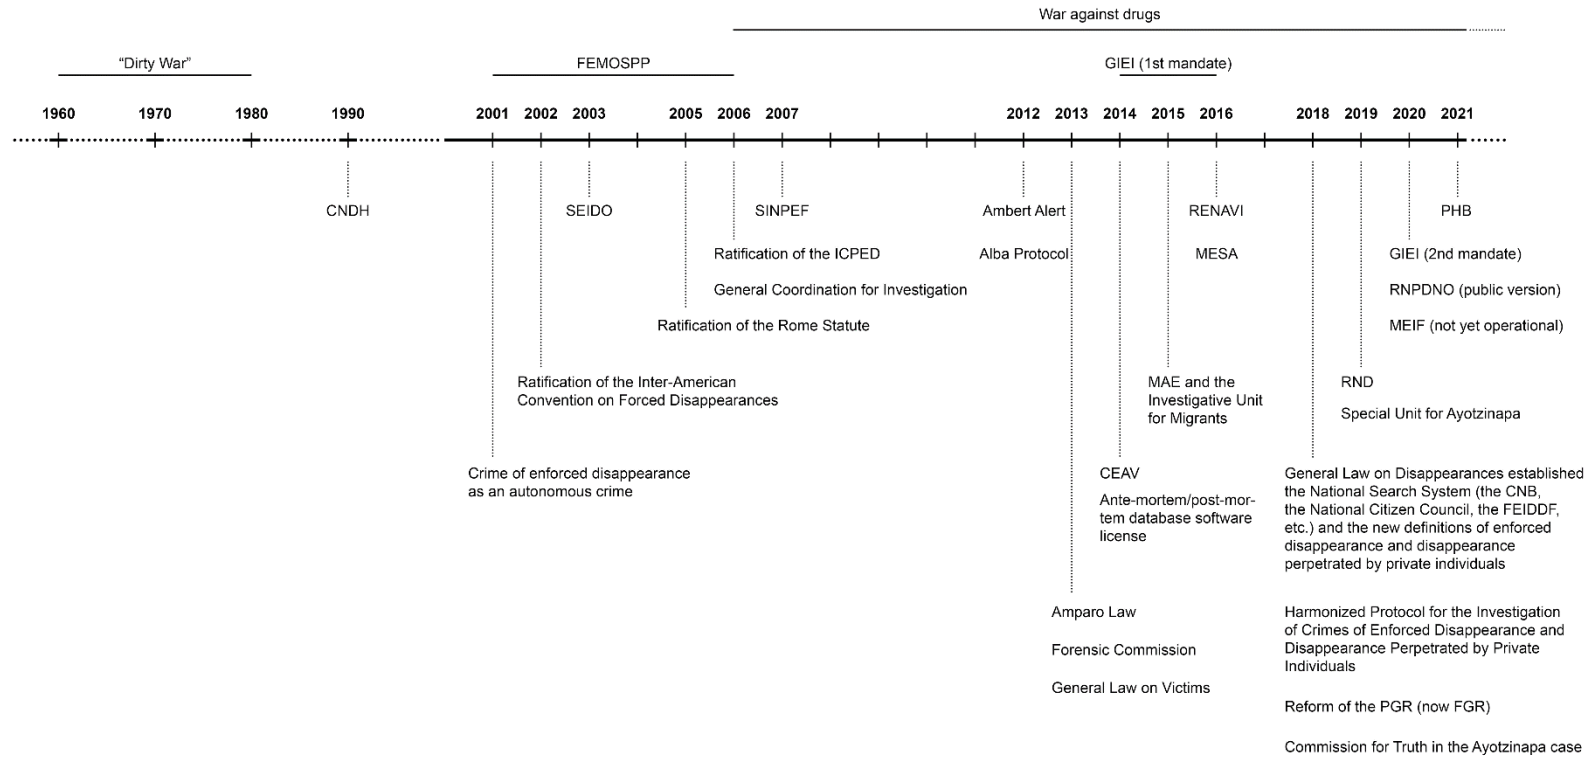 War against drugs
“Dirty War”
FEMOSPP
GIEI (1st mandate)
1960
1970
1980
1990
2001
2002
2003
2005
2006
2007
2012
2013
2014
2015
2016
2018
2019
2020
2021
CNDH
SEIDO
SINPEF
Ambert Alert
RENAVI
PHB
Ratification of the ICPED
Alba Protocol
MESA
GIEI (2nd mandate)
General Coordination for Investigation
RNPDNO (public version)
Ratification of the Rome Statute
MEIF (not yet operational)
Ratification of the Inter-American
Convention on Forced Disappearances
MAE and the
Investigative Unit
for Migrants
RND
Special Unit for Ayotzinapa
Crime of enforced disappearance
as an autonomous crime
CEAV
Ante-mortem/post-mor-
tem database software
license
General Law on Disappearances established
the National Search System (the CNB,
the National Citizen Council, the FEIDDF,
etc.) and the new definitions of enforced
disappearance and disappearance
perpetrated by private individuals
Amparo Law
Forensic Commission
General Law on Victims
Harmonized Protocol for the Investigation
of Crimes of Enforced Disappearance and
Disappearance Perpetrated by Private
Individuals
Reform of the PGR (now FGR)
Commission for Truth in the Ayotzinapa case